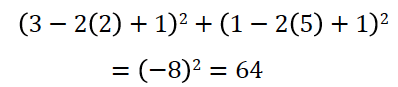 (3 − 2(2) + 1)² + (1 − 2(5) + 1)²
= (−8)² = 64